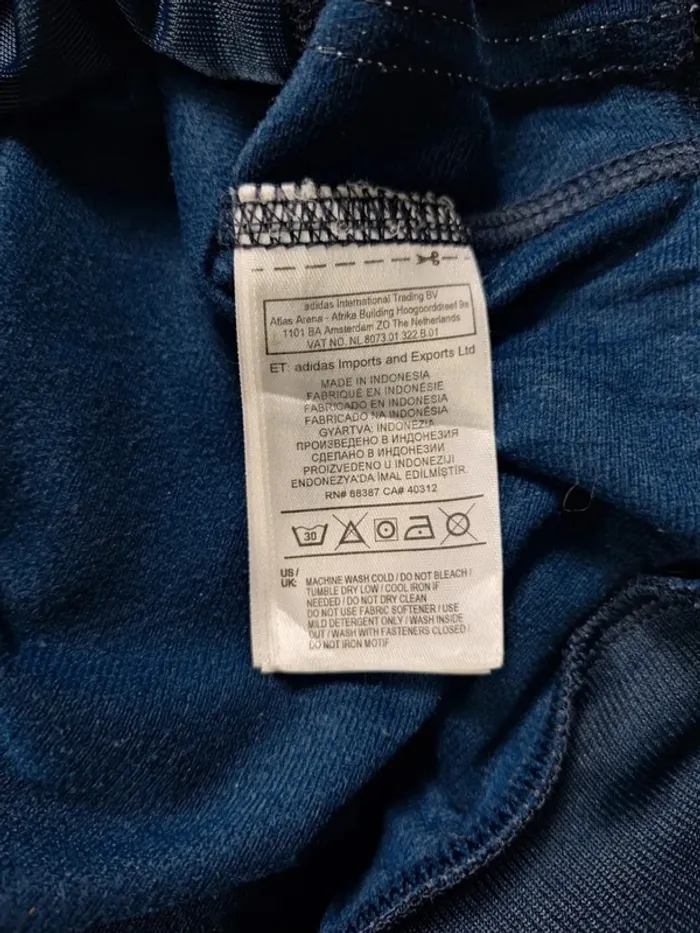 adidas International Trading BV
Atlas Arena - Afrika Building Hoogoorddreef 9a
1101 BA Amsterdam ZO The Netherlands
VAT NO. NL 8073.01.322.B.01
ET: adidas Imports and Exports Ltd
MADE IN INDONESIA
FABRIQUÉ EN INDONÉSIE
FABRICADO EN INDONESIA
FABRICADO NA INDONÉSIA
GYÁRTVA: INDONÉZIA
ПРОИЗВЕДЕНО В ИНДОНЕЗИЯ
СДЕЛАНО В ИНДОНЕЗИИ
PROIZVEDENO U INDONEZIJI
ENDONEZYA'DA İMAL EDİLMİŞTİR.
RN# 88387 CA# 40312
30
US / UK: MACHINE WASH COLD / DO NOT BLEACH /
TUMBLE DRY LOW / COOL IRON IF
NEEDED / DO NOT DRY CLEAN
DO NOT USE FABRIC SOFTENER / USE
MILD DETERGENT ONLY / WASH INSIDE
OUT / WASH WITH FASTENERS CLOSED /
DO NOT IRON MOTIF